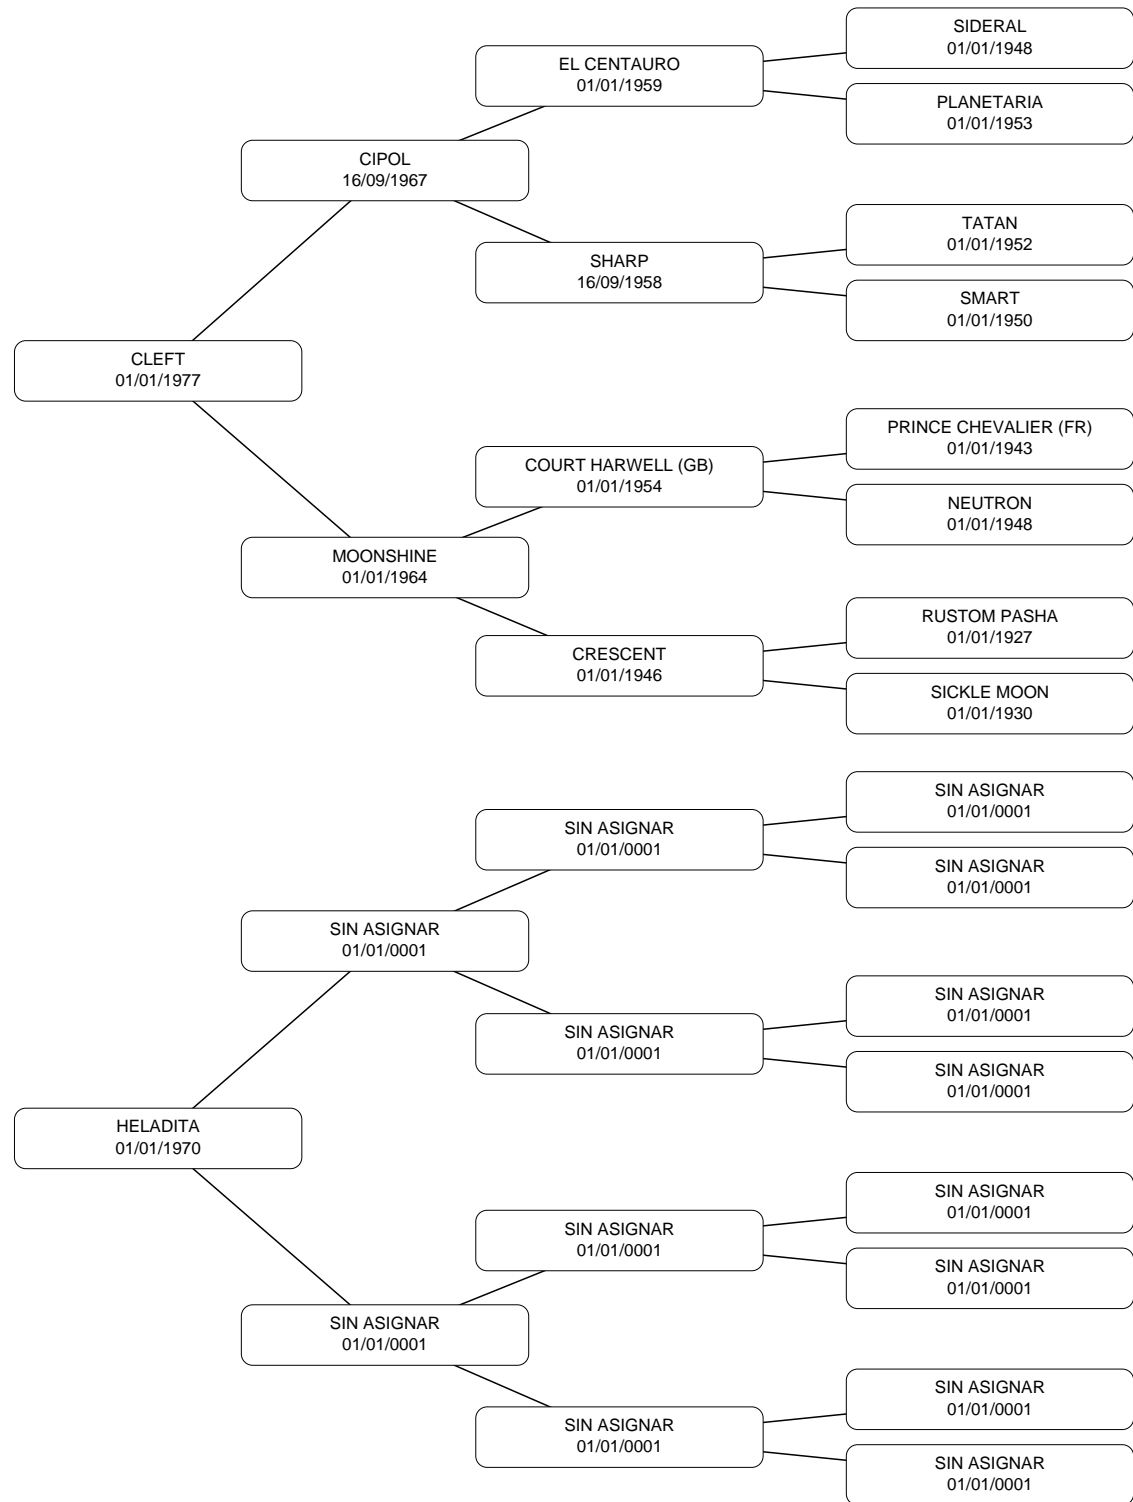 SIDERAL
01/01/1948
EL CENTAURO
01/01/1959
PLANETARIA
01/01/1953
CIPOL
16/09/1967
TATAN
01/01/1952
SHARP
16/09/1958
SMART
01/01/1950
CLEFT
01/01/1977
PRINCE CHEVALIER (FR)
01/01/1943
COURT HARWELL (GB)
01/01/1954
NEUTRON
01/01/1948
MOONSHINE
01/01/1964
RUSTOM PASHA
01/01/1927
CRESCENT
01/01/1946
SICKLE MOON
01/01/1930
SIN ASIGNAR
01/01/0001
SIN ASIGNAR
01/01/0001
SIN ASIGNAR
01/01/0001
SIN ASIGNAR
01/01/0001
SIN ASIGNAR
01/01/0001
SIN ASIGNAR
01/01/0001
SIN ASIGNAR
01/01/0001
HELADITA
01/01/1970
SIN ASIGNAR
01/01/0001
SIN ASIGNAR
01/01/0001
SIN ASIGNAR
01/01/0001
SIN ASIGNAR
01/01/0001
SIN ASIGNAR
01/01/0001
SIN ASIGNAR
01/01/0001
SIN ASIGNAR
01/01/0001